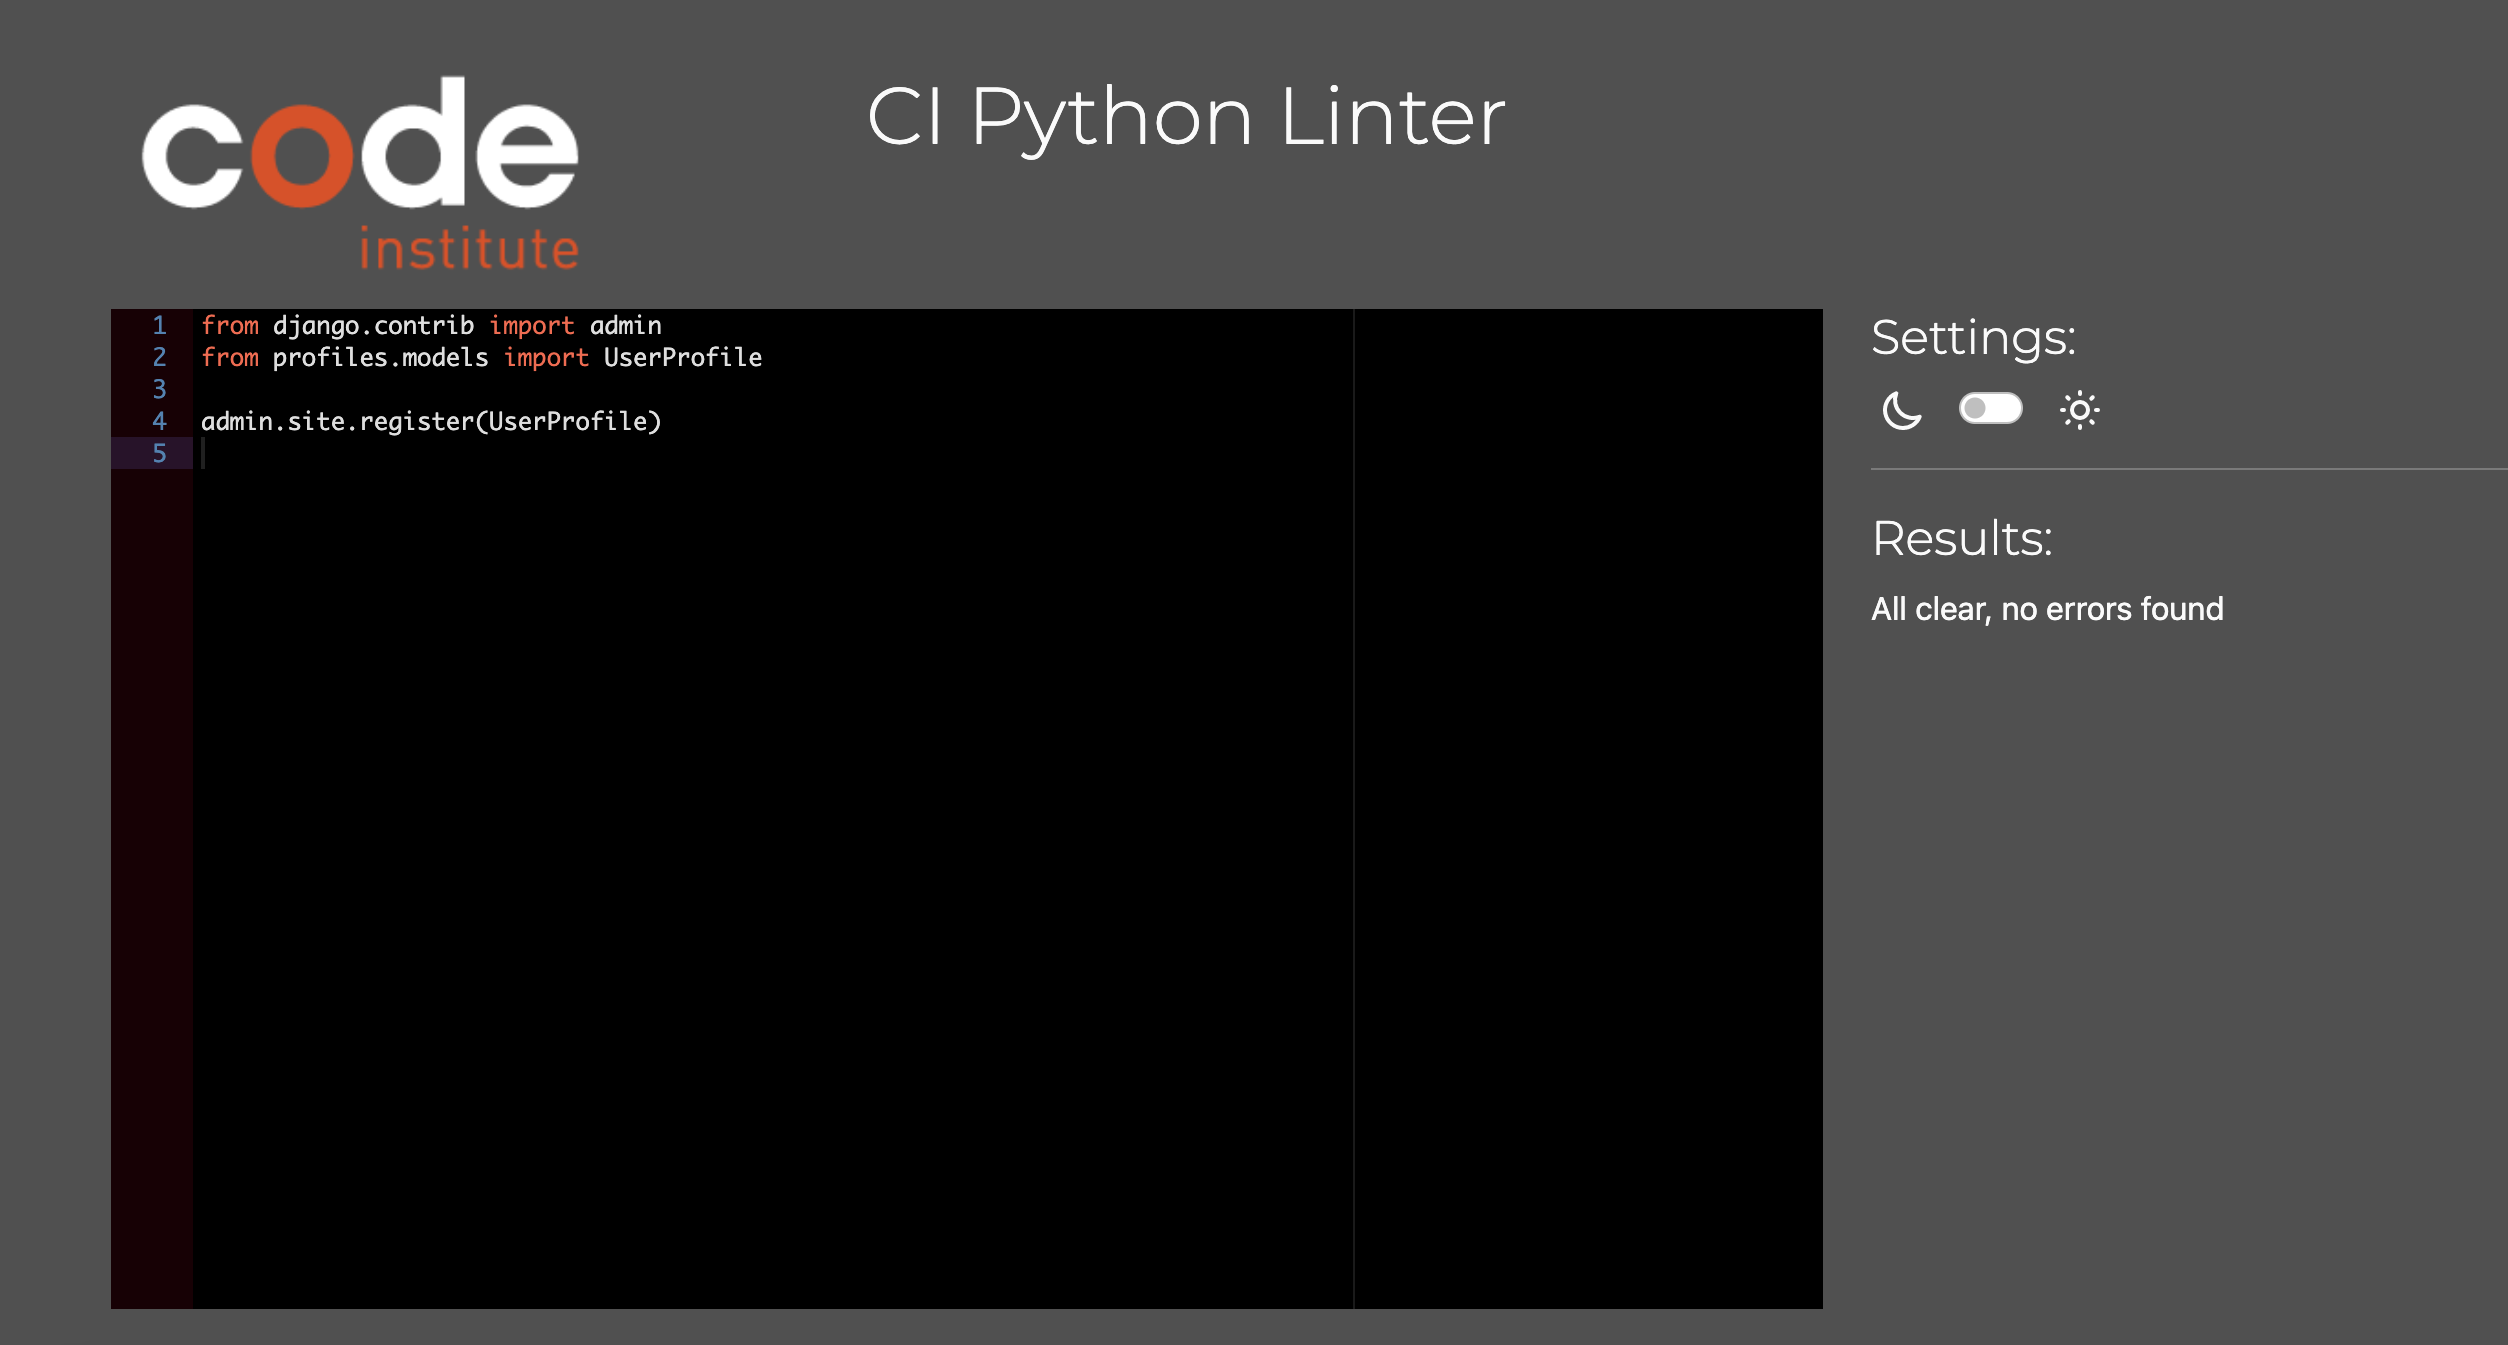 code
institute
CI Python Linter
1 from django.contrib import admin
2 from profiles.models import UserProfile
3
4 admin.site.register(UserProfile)
5
Settings:
Results:
All clear, no errors found